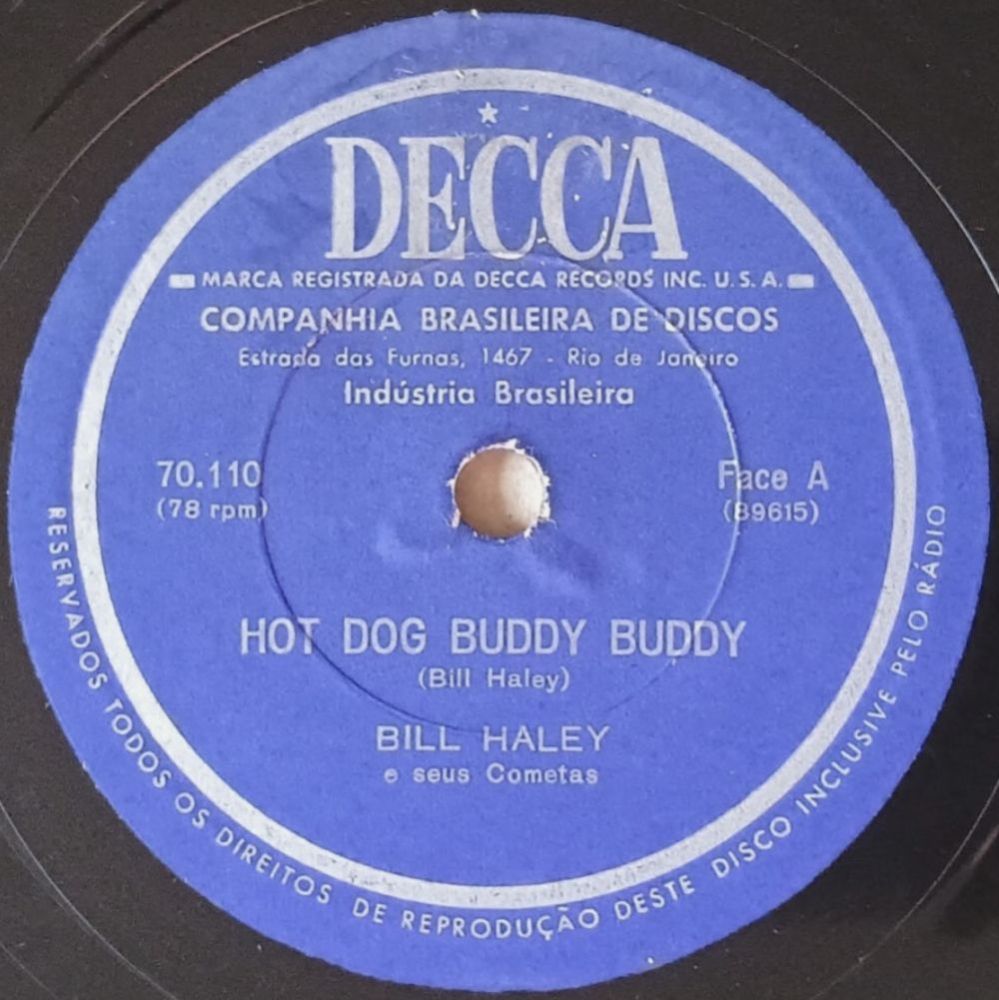 DECCA
MARCA REGISTRADA DA DECCA RECORDS INC. U. S. A.
COMPANHIA BRASILEIRA DE DISCOS
Estrada das Furnas, 1467 - Rio de Janeiro
Indústria Brasileira
70.110
(78 rpm)
Face A
(89615)
HOT DOG BUDDY BUDDY
(Bill Haley)
BILL HALEY
e seus Cometas
RESERVADOS TODOS OS DIREITOS DE REPRODUÇÃO DESTE DISCO INCLUSIVE PELO RÁDIO